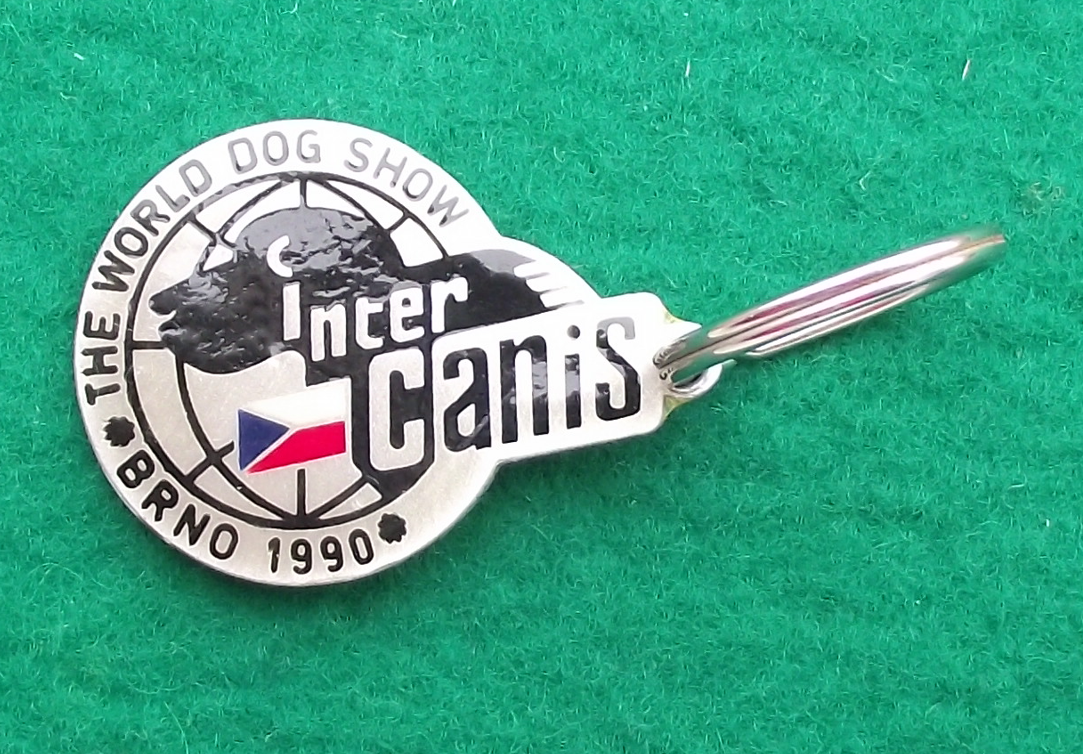 THE WORLD DOG SHOW
Inter
canis
BRNO 1990